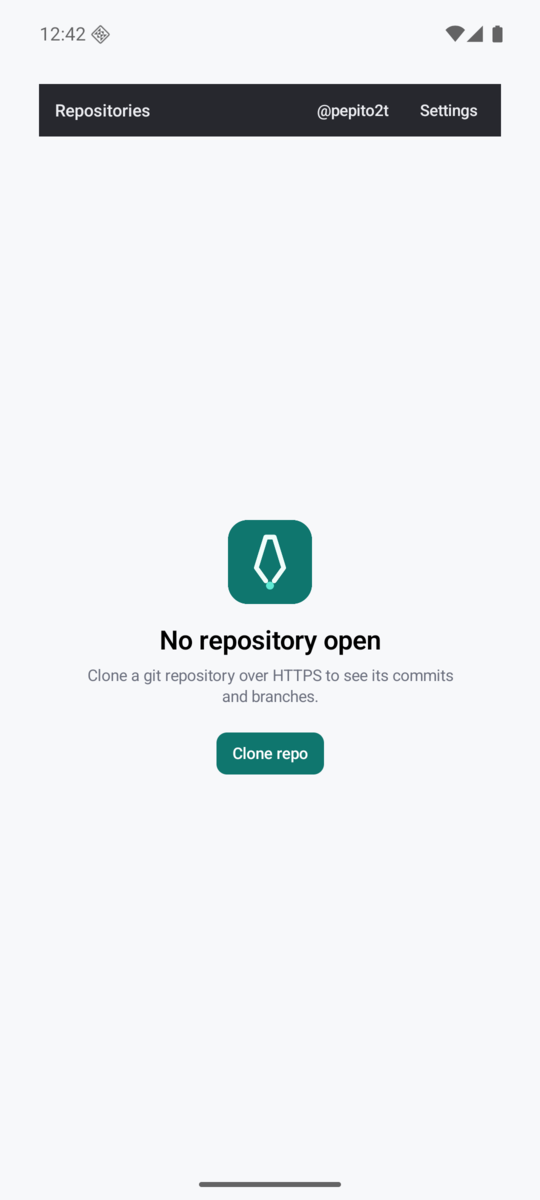 12:42
Repositories @pepito2t Settings
No repository open
Clone a git repository over HTTPS to see its commits
and branches.
Clone repo